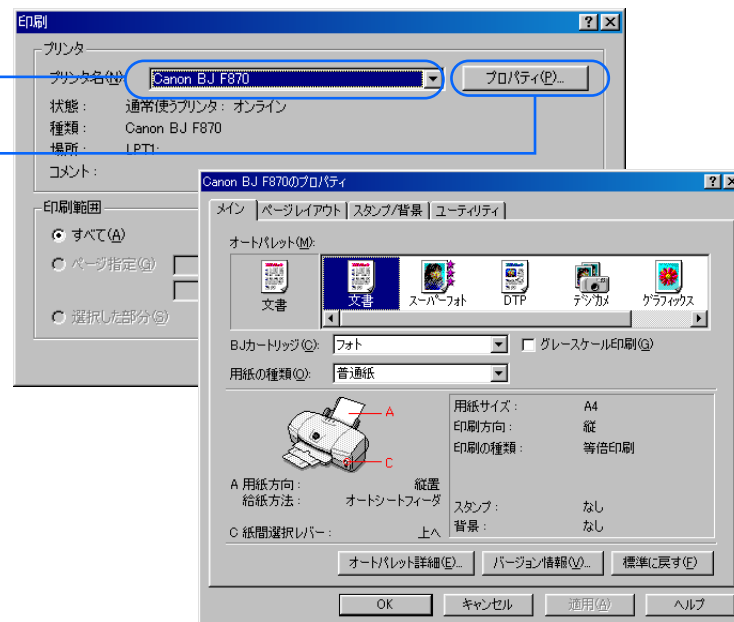 印刷
プリンタ
プリンタ名(N): Canon BJ F870 プロパティ(P)...
状態： 通常使うプリンタ： オンライン
種類： Canon BJ F870
場所： LPT1:
コメント：
印刷範囲
すべて(A)
ページ指定(G)
選択した部分(S)
Canon BJ F870のプロパティ
メイン ページレイアウト スタンプ/背景 ユーティリティ
オートパレット(M):
文書 文書 スーパーフォト DTP デジカメ グラフィックス
BJカートリッジ(C): フォト グレースケール印刷(G)
用紙の種類(O): 普通紙
A
C
用紙サイズ： A4
印刷方向： 縦
印刷の種類： 等倍印刷
A 用紙方向： 縦置
給紙方法： オートシートフィーダ
スタンプ： なし
C 紙間選択レバー： 上へ
背景： なし
オートパレット詳細(E)... バージョン情報(V)... 標準に戻す(F)
OK キャンセル 適用(A) ヘルプ